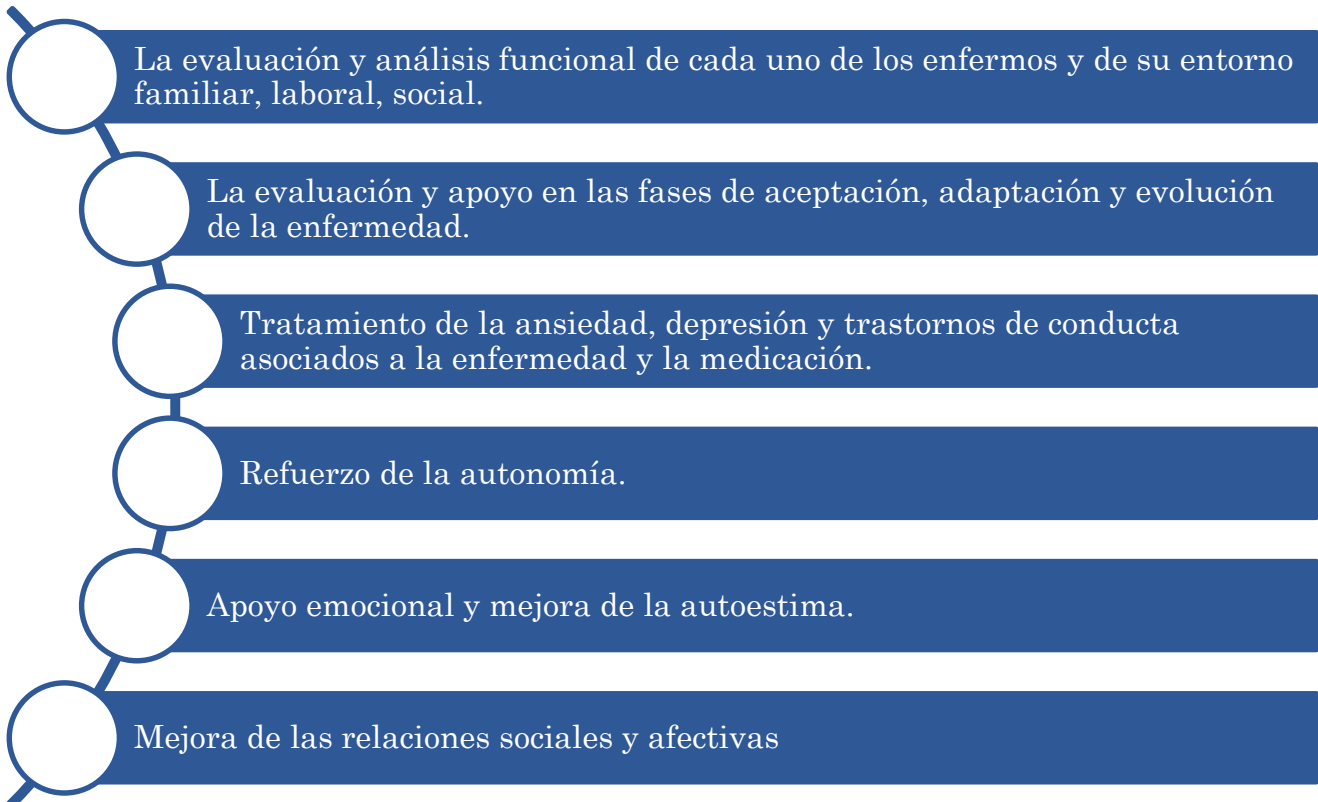 La evaluación y análisis funcional de cada uno de los enfermos y de su entorno
familiar, laboral, social.
La evaluación y apoyo en las fases de aceptación, adaptación y evolución
de la enfermedad.
Tratamiento de la ansiedad, depresión y trastornos de conducta
asociados a la enfermedad y la medicación.
Refuerzo de la autonomía.
Apoyo emocional y mejora de la autoestima.
Mejora de las relaciones sociales y afectivas